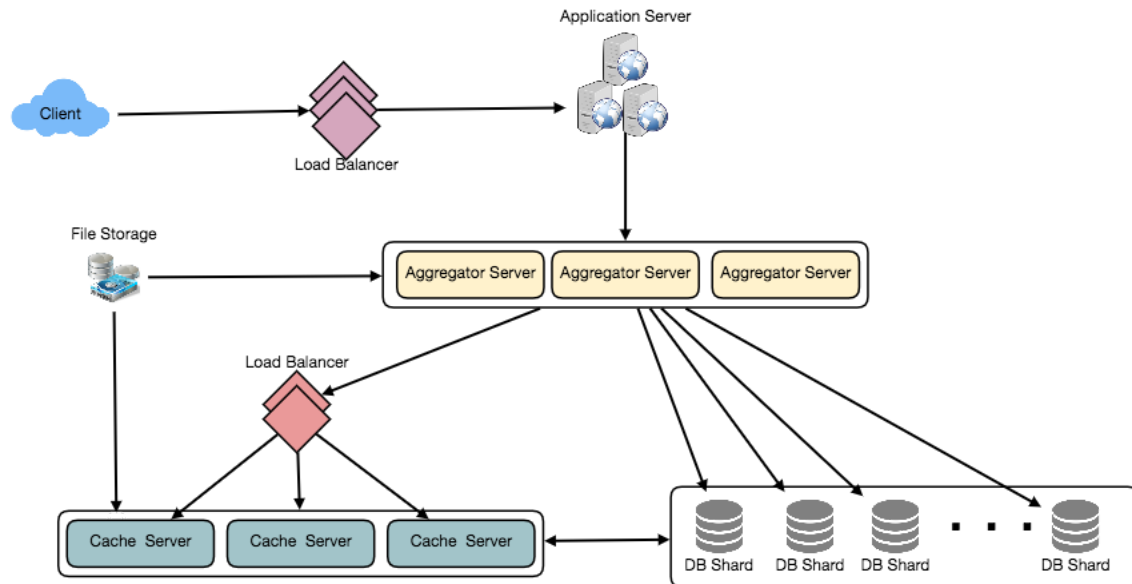 Application Server
Client
Load Balancer
File Storage
Aggregator Server
Aggregator Server
Aggregator Server
Load Balancer
Cache Server
Cache Server
Cache Server
DB Shard
DB Shard
DB Shard
DB Shard